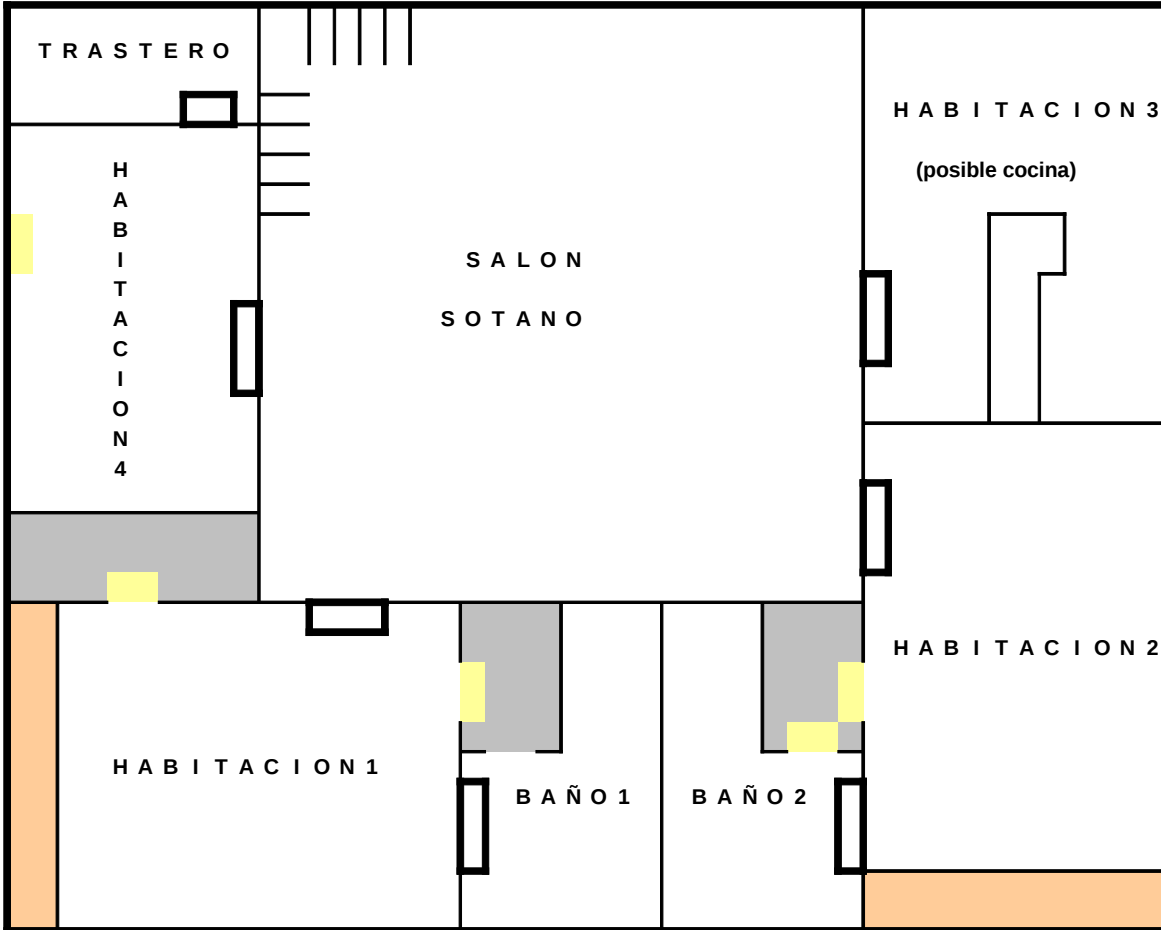 TRASTERO
HABITACION3
(posible cocina)
HABITACION4
SALON
SOTANO
HABITACION2
HABITACION1
BAÑO1
BAÑO2